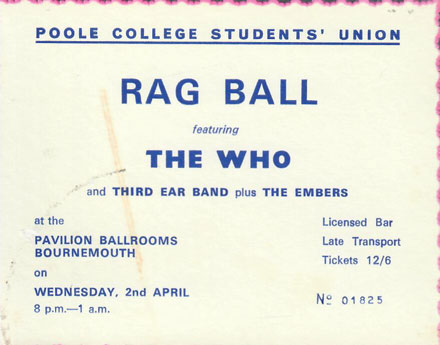 POOLE COLLEGE STUDENTS' UNION
RAG BALL
featuring
THE WHO
and THIRD EAR BAND plus THE EMBERS
at the
PAVILION BALLROOMS
BOURNEMOUTH
on
WEDNESDAY, 2nd APRIL
8 p.m.—1 a.m.
Licensed Bar
Late Transport
Tickets 12/6
Nº 01825